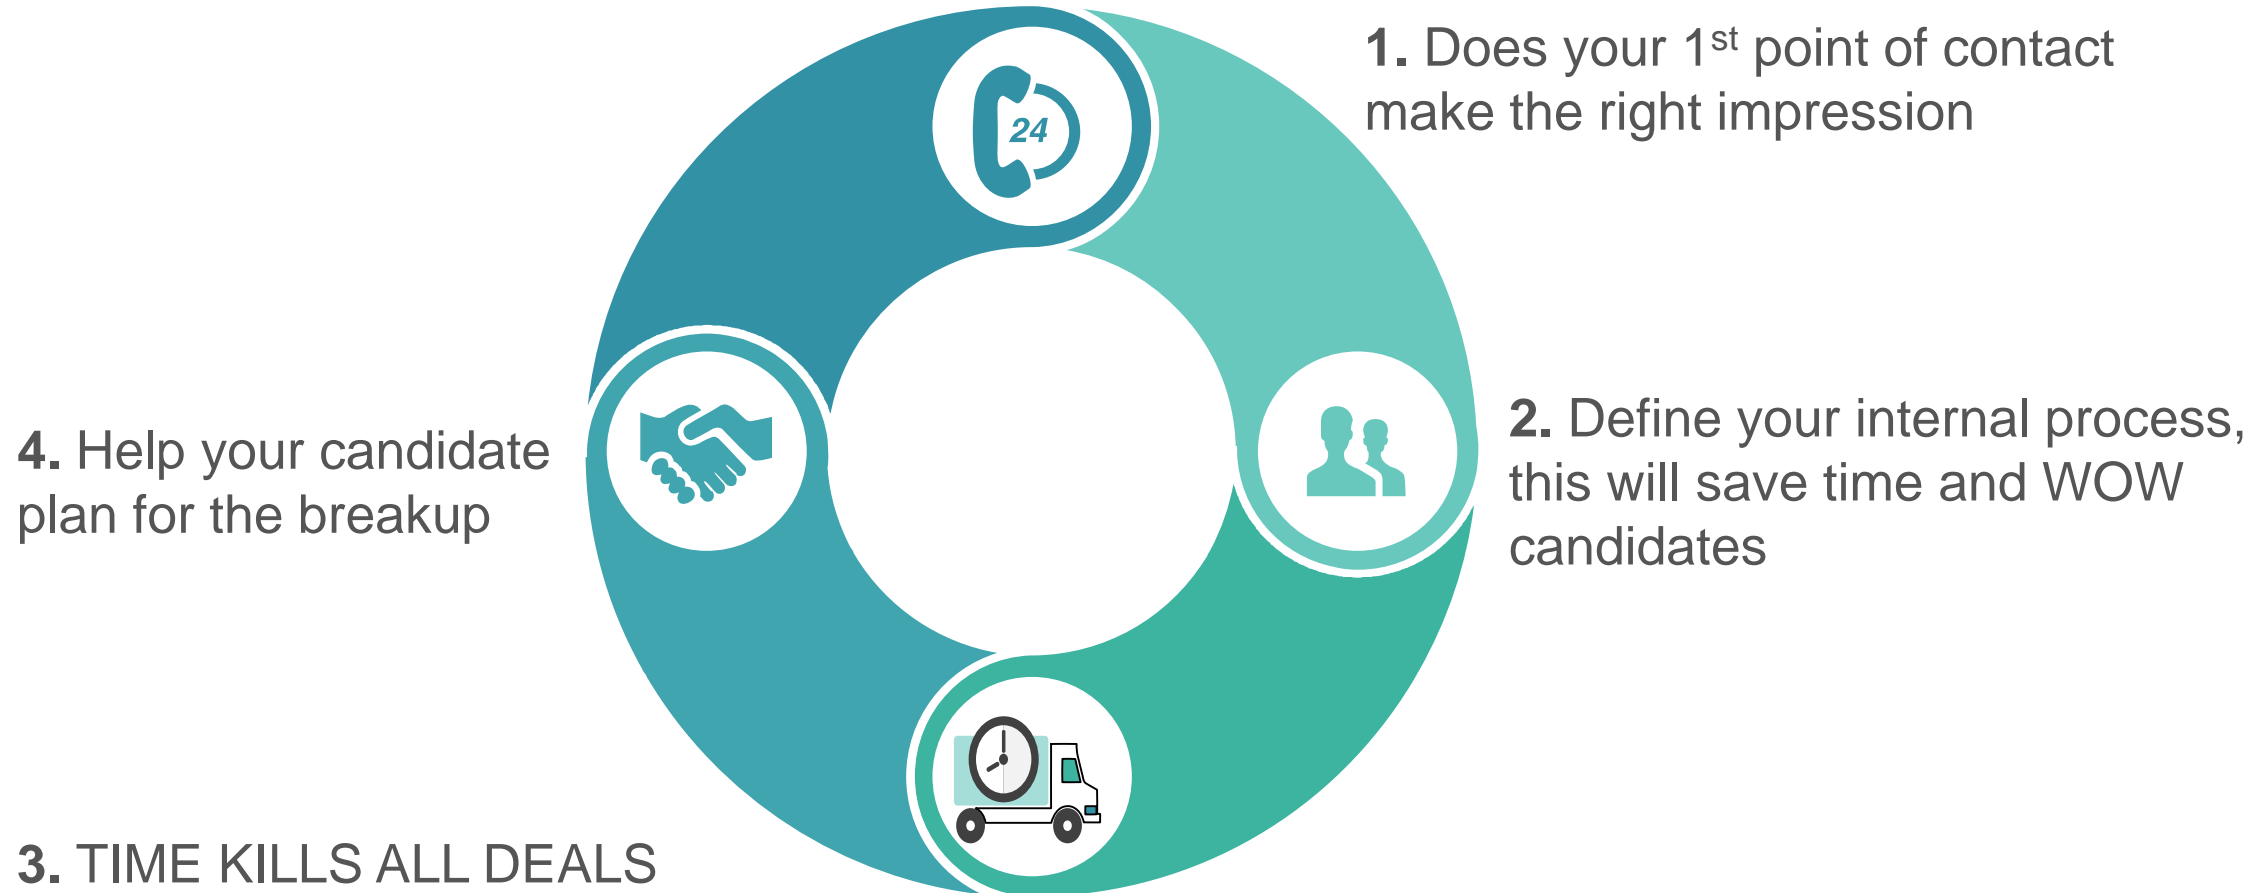 1. Does your 1st point of contact
make the right impression
24
2. Define your internal process,
this will save time and WOW
candidates
4. Help your candidate
plan for the breakup
3. TIME KILLS ALL DEALS